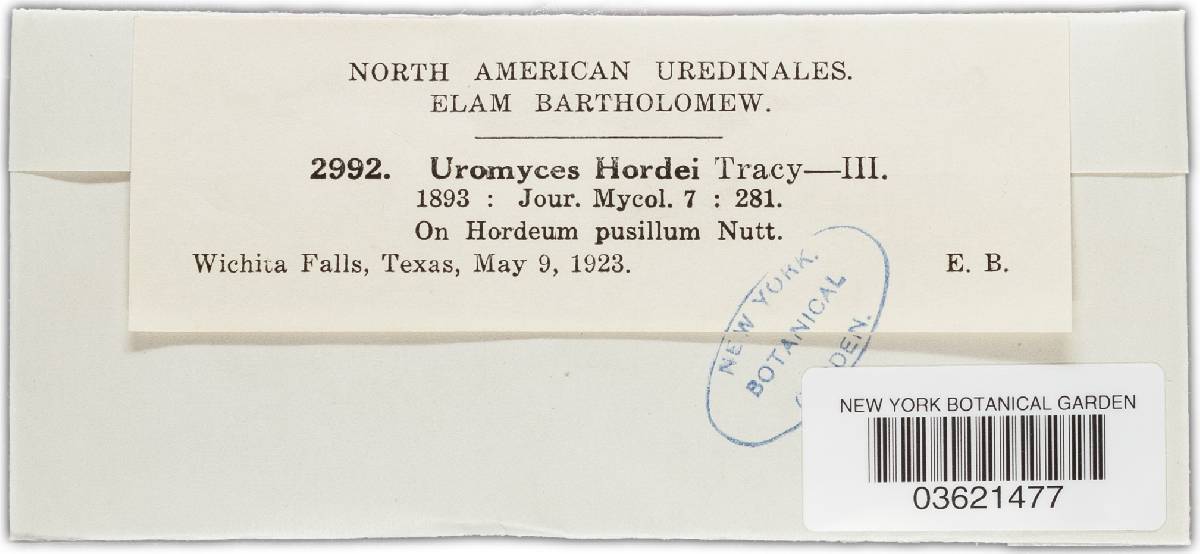 NORTH AMERICAN UREDINALES.
ELAM BARTHOLOMEW.
2992. Uromyces Hordei Tracy—III.
1893 : Jour. Mycol. 7 : 281.
On Hordeum pusillum Nutt.
Wichita Falls, Texas, May 9, 1923. E. B.
NEW YORK.
BOTANICAL
NEW YORK BOTANICAL GARDEN
03621477